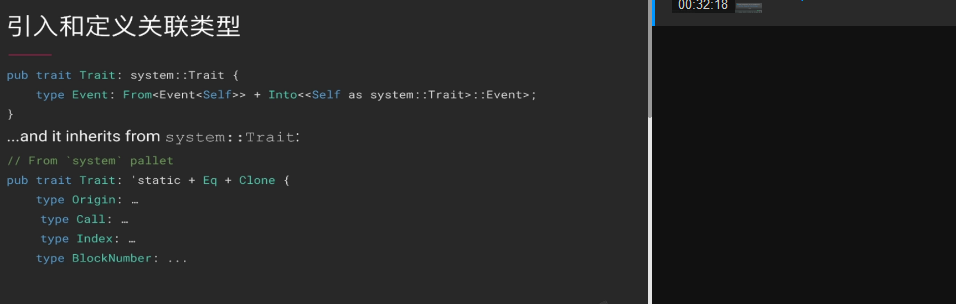 引入和定义关联类型
00:32:18
pub trait Trait: system::Trait {
    type Event: From<Event<Self>> + Into<<Self as system::Trait>::Event>;
}
...and it inherits from system::Trait:
// From `system` pallet
pub trait Trait: 'static + Eq + Clone {
    type Origin: …
    type Call: …
    type Index: …
    type BlockNumber: ...